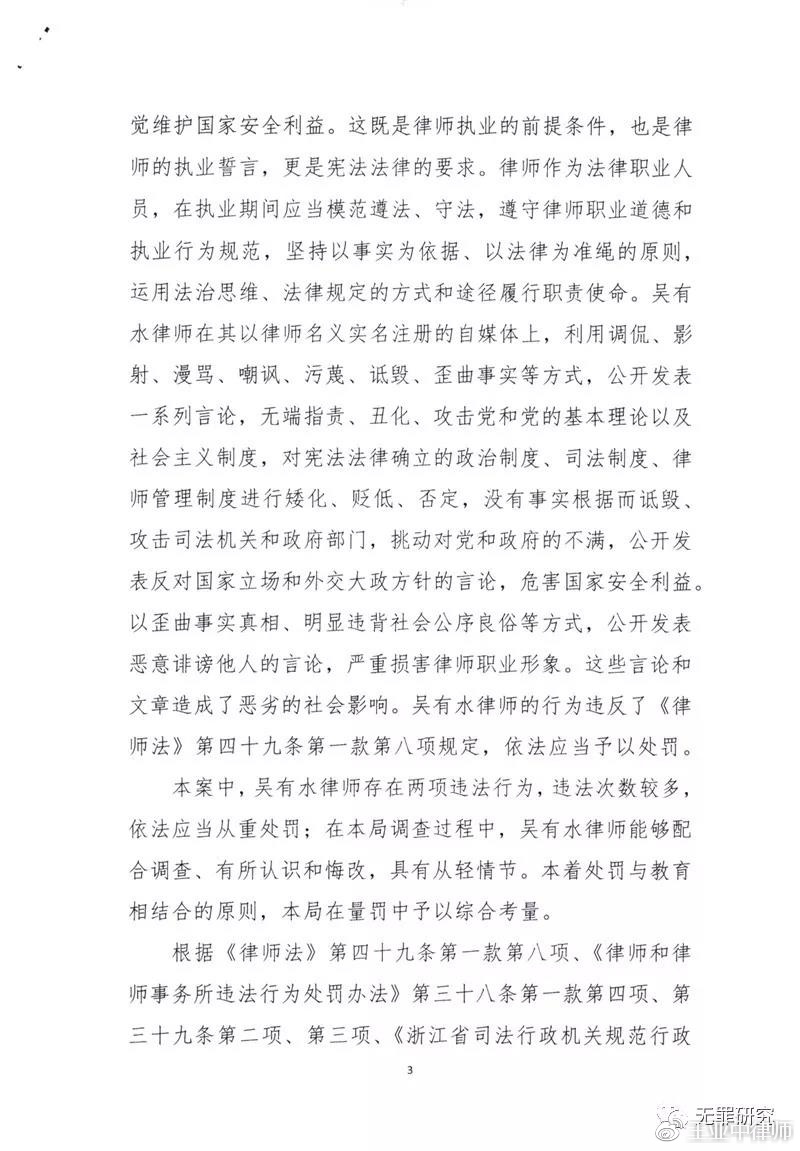 觉维护国家安全利益。这既是律师执业的前提条件，也是律
师的执业誓言，更是宪法法律的要求。律师作为法律职业人
员，在执业期间应当模范遵法、守法，遵守律师职业道德和
执业行为规范，坚持以事实为依据、以法律为准绳的原则，
运用法治思维、法律规定的方式和途径履行职责使命。吴有
水律师在其以律师名义实名注册的自媒体上，利用调侃、影
射、漫骂、嘲讽、污蔑、诋毁、歪曲事实等方式，公开发表
一系列言论，无端指责、丑化、攻击党和党的基本理论以及
社会主义制度，对宪法法律确立的政治制度、司法制度、律
师管理制度进行矮化、贬低、否定，没有事实根据而诋毁、
攻击司法机关和政府部门，挑动对党和政府的不满，公开发
表反对国家立场和外交大政方针的言论，危害国家安全利益。
以歪曲事实真相、明显违背社会公序良俗等方式，公开发表
恶意诽谤他人的言论，严重损害律师职业形象。这些言论和
文章造成了恶劣的社会影响。吴有水律师的行为违反了《律
师法》第四十九条第一款第八项规定，依法应当予以处罚。
本案中，吴有水律师存在两项违法行为，违法次数较多，
依法应当从重处罚；在本局调查过程中，吴有水律师能够配
合调查、有所认识和悔改，具有从轻情节。本着处罚与教育
相结合的原则，本局在量罚中予以综合考量。
根据《律师法》第四十九条第一款第八项、《律师和律
师事务所违法行为处罚办法》第三十八条第一款第四项、第
三十九条第二项、第三项、《浙江省司法行政机关规范行政
3
无罪研究
王业中律师